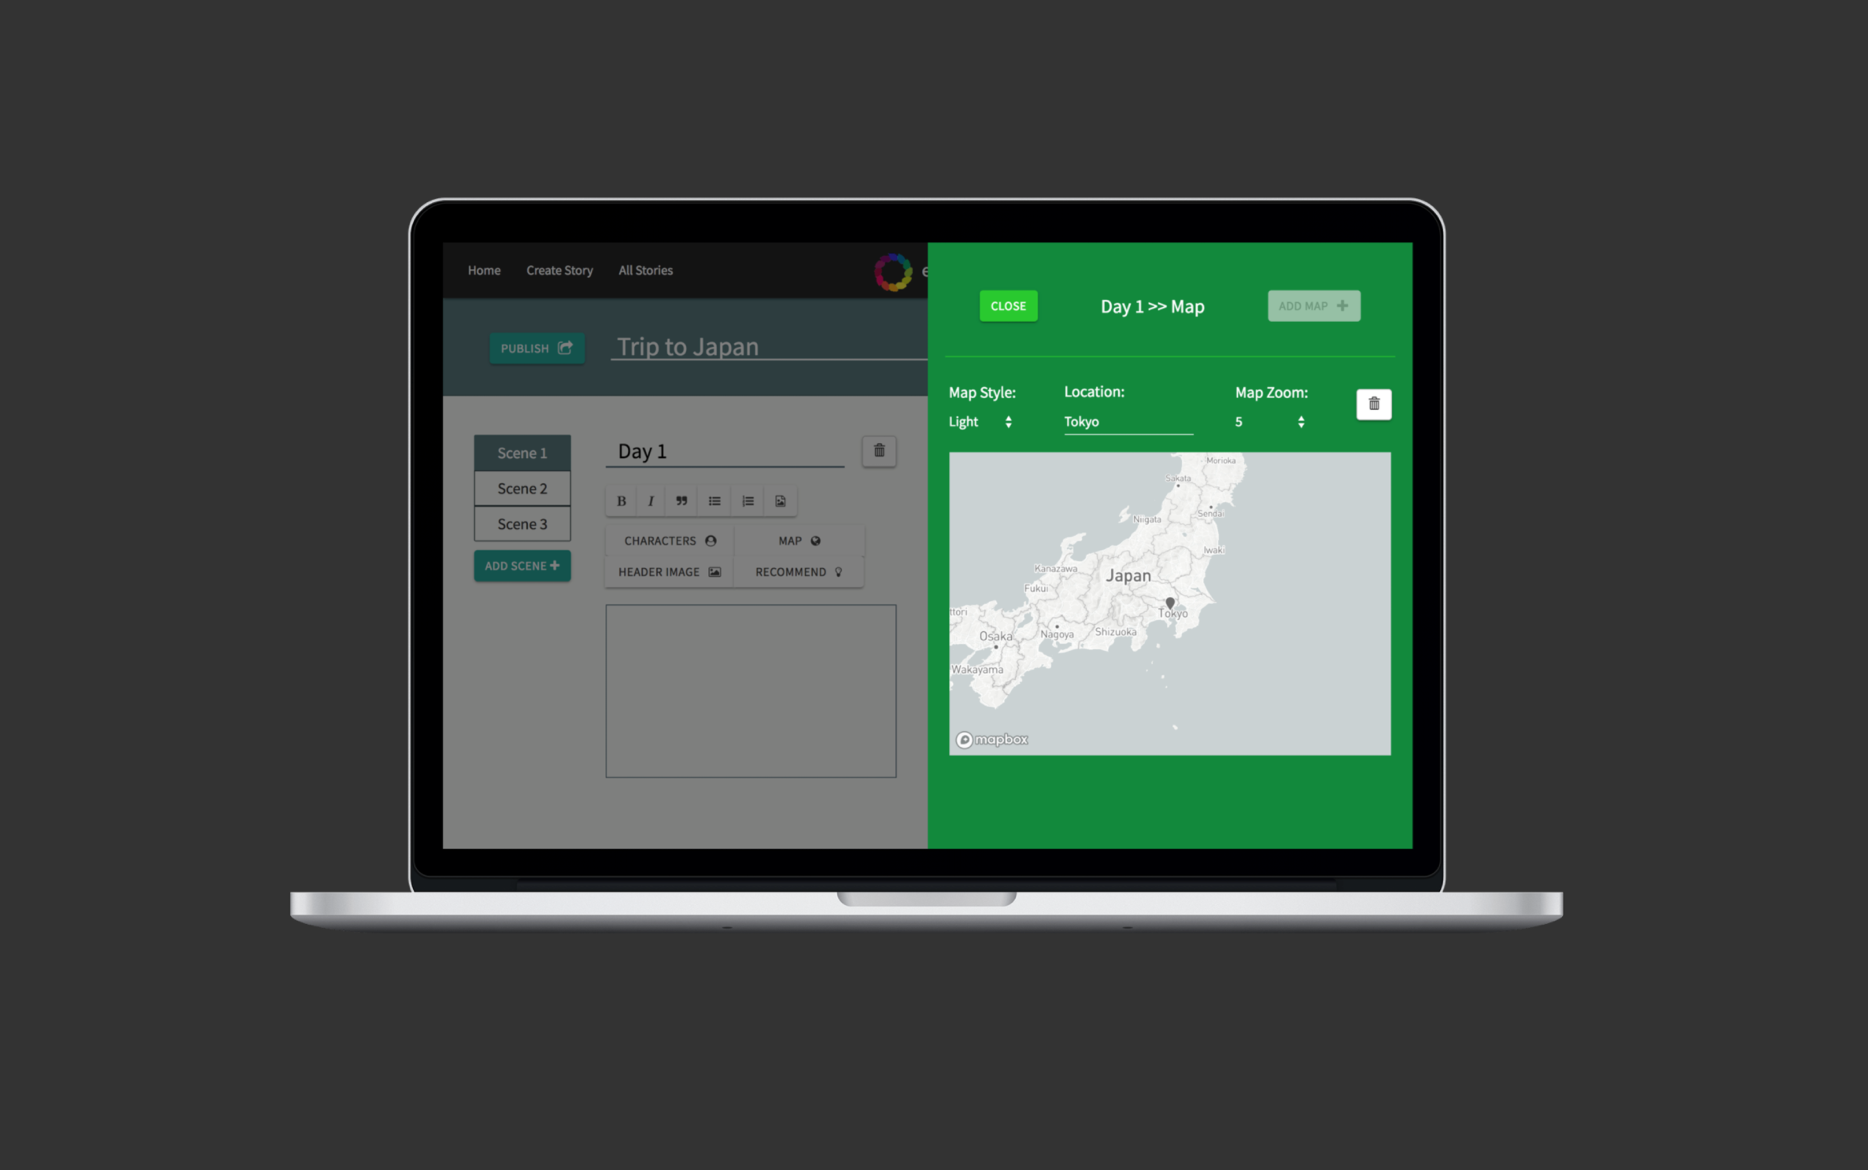 Home Create Story All Stories
PUBLISH Trip to Japan
Scene 1
Scene 2
Scene 3
ADD SCENE
Day 1
B I
CHARACTERS MAP
HEADER IMAGE RECOMMEND
CLOSE Day 1 >> Map ADD MAP
Map Style: Location: Map Zoom:
Light Tokyo 5
Morioka
Sakata
Sendai
Niigata
Iwaki
Kanazawa
Japan
Fukui
Tokyo
ttori
Osaka Nagoya Shizuoka
Wakayama
mapbox